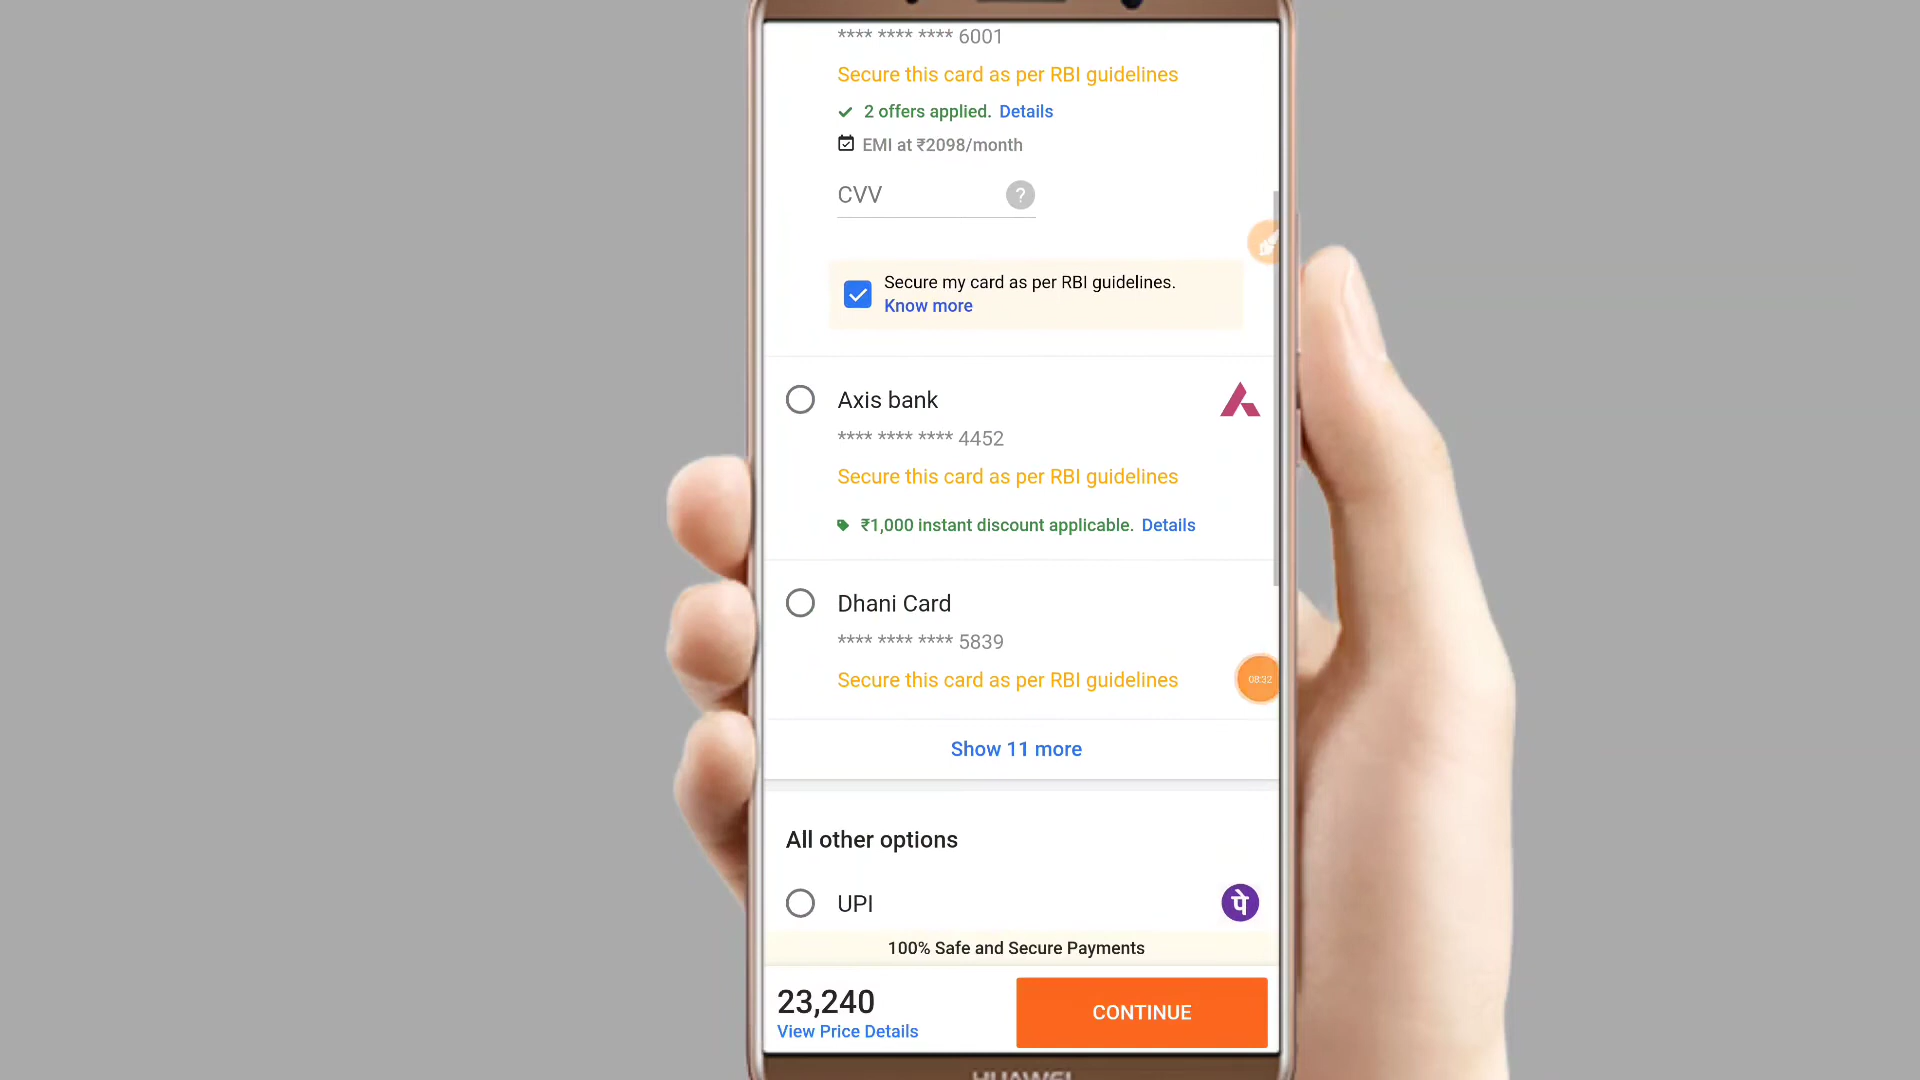 **** **** **** 6001
Secure this card as per RBI guidelines
2 offers applied. Details
EMI at ₹2098/month
CVV ?
Secure my card as per RBI guidelines.
Know more
Axis bank
**** **** **** 4452
Secure this card as per RBI guidelines
₹1,000 instant discount applicable. Details
Dhani Card
**** **** **** 5839
Secure this card as per RBI guidelines
08:32
Show 11 more
All other options
UPI
पे
100% Safe and Secure Payments
23,240
View Price Details
CONTINUE
HUAWEI